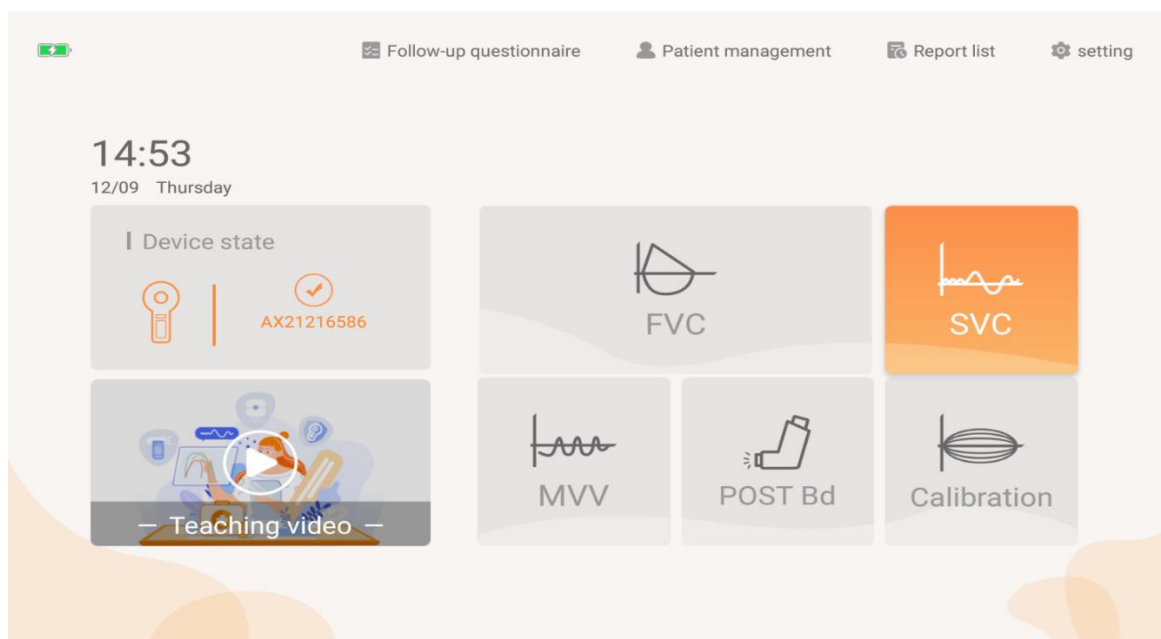 Follow-up questionnaire
Patient management
Report list
setting
14:53
12/09 Thursday
Device state
AX21216586
FVC
SVC
— Teaching video —
MVV
POST Bd
Calibration